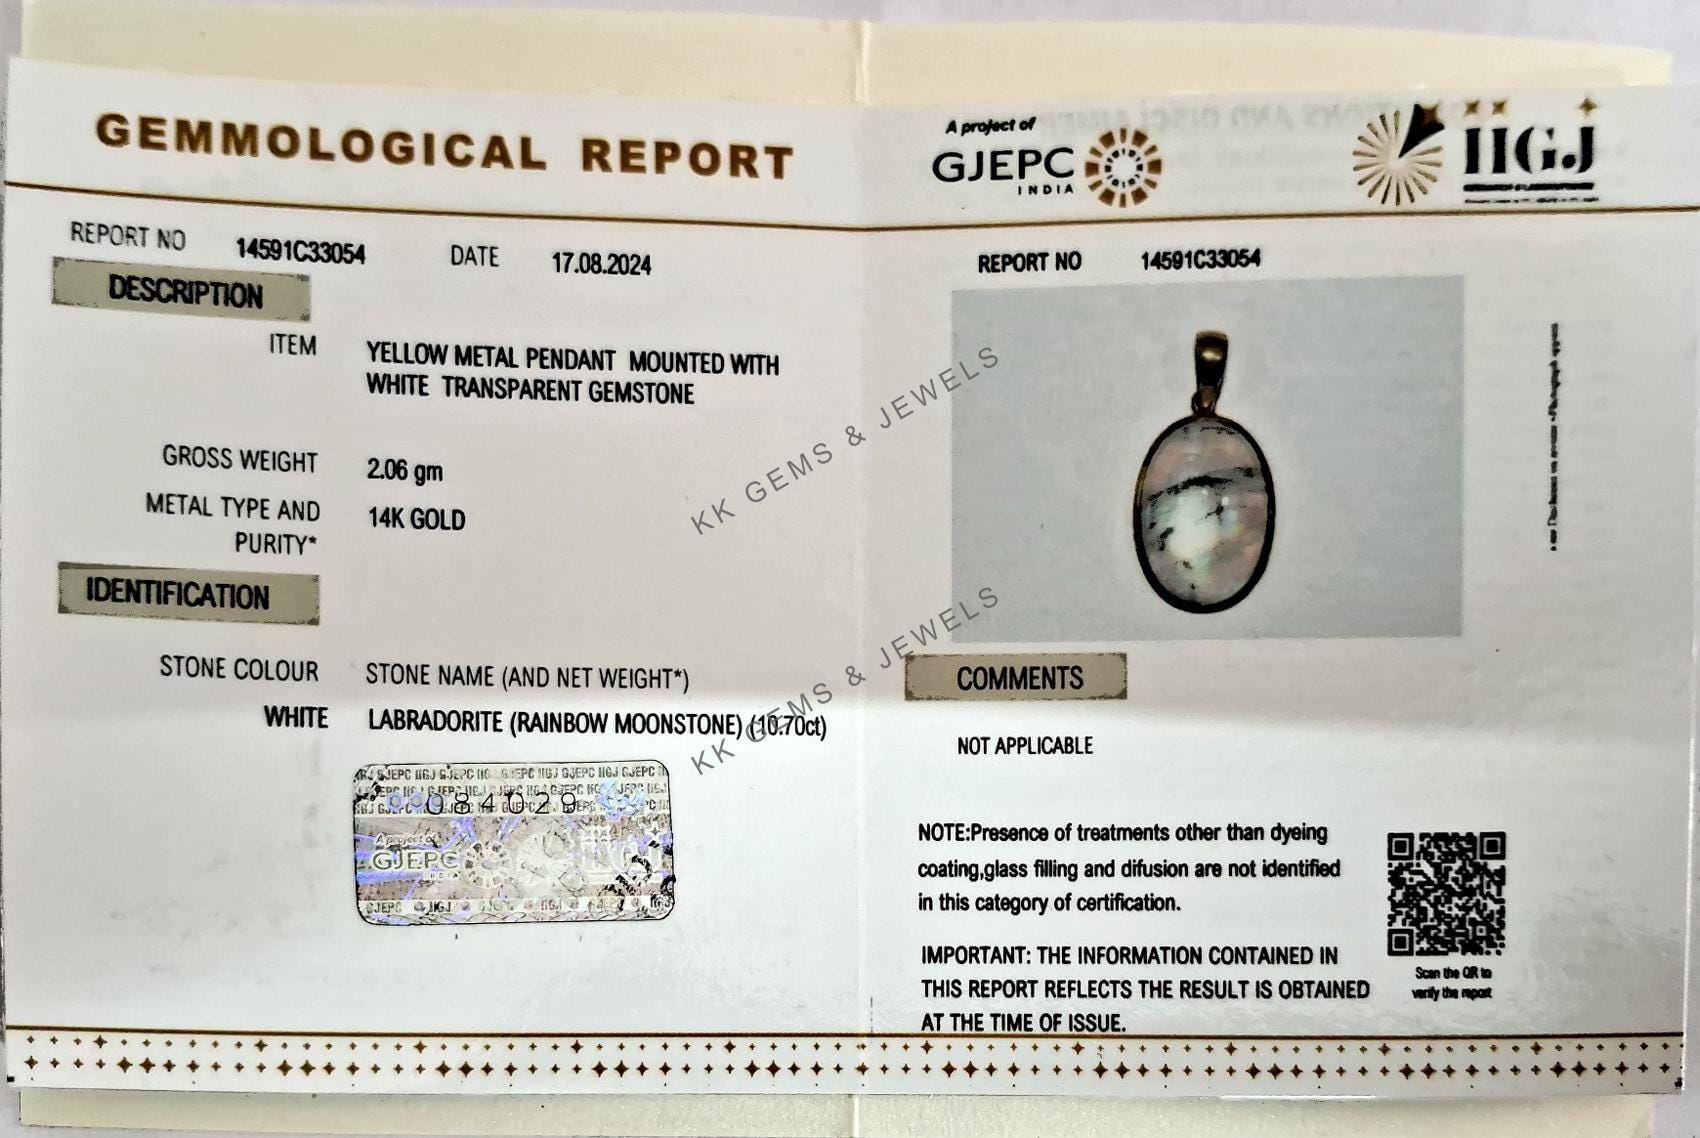 GEMMOLOGICAL REPORT
REPORT NO 14591C33054 DATE 17.08.2024
DESCRIPTION
ITEM YELLOW METAL PENDANT MOUNTED WITH
WHITE TRANSPARENT GEMSTONE
GROSS WEIGHT 2.06 gm
METAL TYPE AND 14K GOLD
PURITY*
IDENTIFICATION
STONE COLOUR STONE NAME (AND NET WEIGHT*)
WHITE LABRADORITE (RAINBOW MOONSTONE) (10.70ct)
A project of
GJEPC
INDIA
A project of
GJEPC
INDIA
IIGJ
REPORT NO 14591C33054
COMMENTS
NOT APPLICABLE
NOTE:Presence of treatments other than dyeing
coating,glass filling and difusion are not identified
in this category of certification.
IMPORTANT: THE INFORMATION CONTAINED IN
THIS REPORT REFLECTS THE RESULT IS OBTAINED
AT THE TIME OF ISSUE.
Scan the QR to
verify the report
KK GEMS & JEWELS
KK GEMS & JEWELS